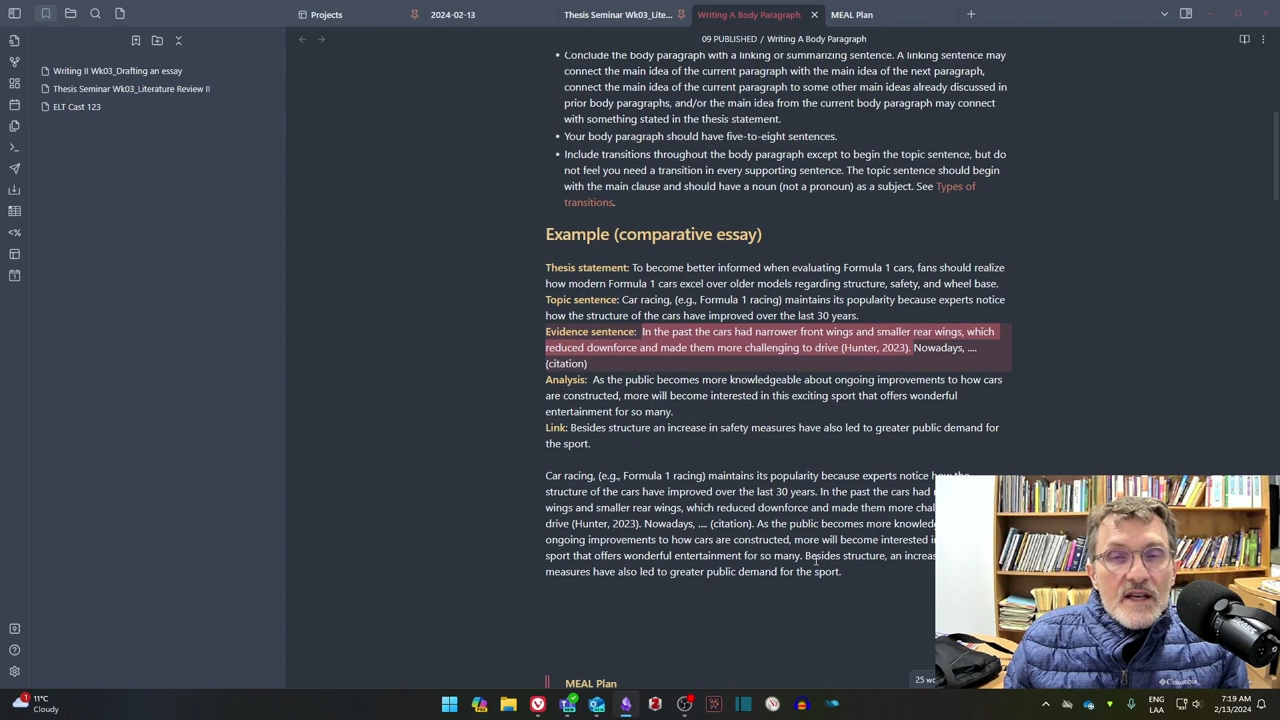 Projects
2024-02-13
Thesis Seminar Wk03_Lite...
Writing A Body Paragraph
MEAL Plan
09 PUBLISHED / Writing A Body Paragraph
Writing II Wk03_Drafting an essay
Thesis Seminar Wk03_Literature Review II
ELT Cast 123
• Conclude the body paragraph with a linking or summarizing sentence. A linking sentence may
connect the main idea of the current paragraph with the main idea of the next paragraph,
connect the main idea of the current paragraph to some other main ideas already discussed in
prior body paragraphs, and/or the main idea from the current body paragraph may connect
with something stated in the thesis statement.
• Your body paragraph should have five-to-eight sentences.
• Include transitions throughout the body paragraph except to begin the topic sentence, but do
not feel you need a transition in every supporting sentence. The topic sentence should begin
with the main clause and should have a noun (not a pronoun) as a subject. See Types of
transitions.
Example (comparative essay)
Thesis statement: To become better informed when evaluating Formula 1 cars, fans should realize
how modern Formula 1 cars excel over older models regarding structure, safety, and wheel base.
Topic sentence: Car racing, (e.g., Formula 1 racing) maintains its popularity because experts notice
how the structure of the cars have improved over the last 30 years.
Evidence sentence: In the past the cars had narrower front wings and smaller rear wings, which
reduced downforce and made them more challenging to drive (Hunter, 2023). Nowadays, ....
(citation)
Analysis: As the public becomes more knowledgeable about ongoing improvements to how cars
are constructed, more will become interested in this exciting sport that offers wonderful
entertainment for so many.
Link: Besides structure an increase in safety measures have also led to greater public demand for
the sport.
Car racing, (e.g., Formula 1 racing) maintains its popularity because experts notice how the
structure of the cars have improved over the last 30 years. In the past the cars had
wings and smaller rear wings, which reduced downforce and made them more
drive (Hunter, 2023). Nowadays, .... (citation). As the public becomes more
ongoing improvements to how cars are constructed, more will become interested
sport that offers wonderful entertainment for so many. Besides structure, an
measures have also led to greater public demand for the sport.
MEAL Plan
25
Columbia
11°C
Cloudy
ENG
LAA
7:19 AM
2/13/2024